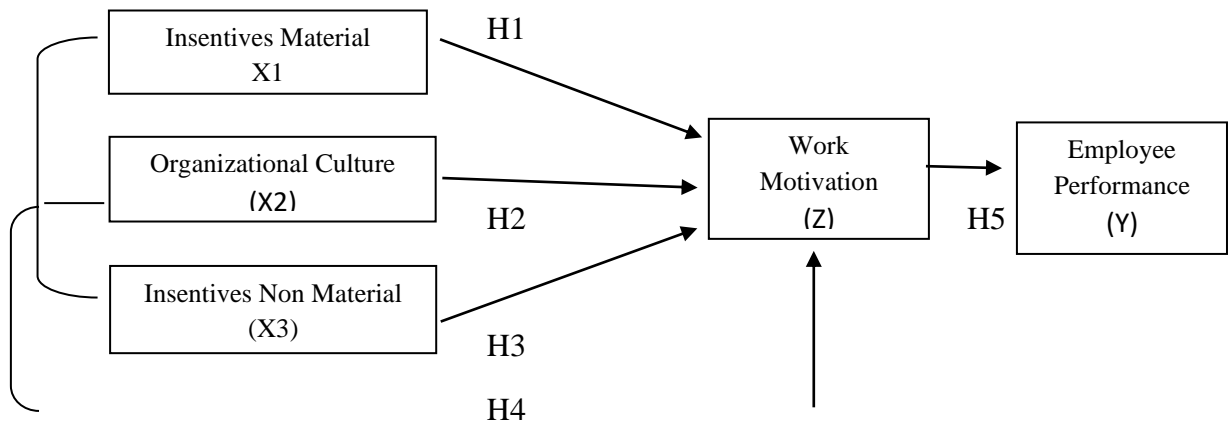 Insentives Material
X1
H1
Organizational Culture
(X2)
H2
Insentives Non Material
(X3)
H3
H4
Work
Motivation
(Z)
H5
Employee
Performance
(Y)